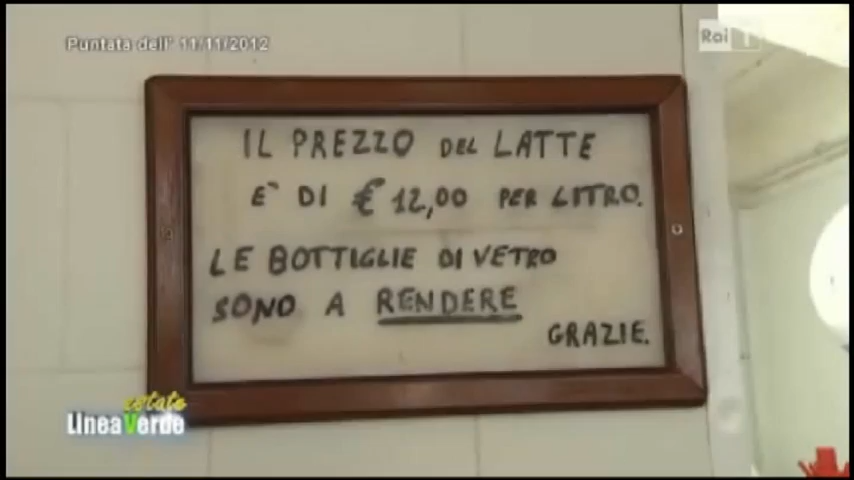 Puntata dell' 11/11/2012
Rai 1
IL PREZZO DEL LATTE
E' DI € 12,00 PER LITRO.
LE BOTTIGLIE DI VETRO
SONO A RENDERE
GRAZIE.
estate
LineaVerde